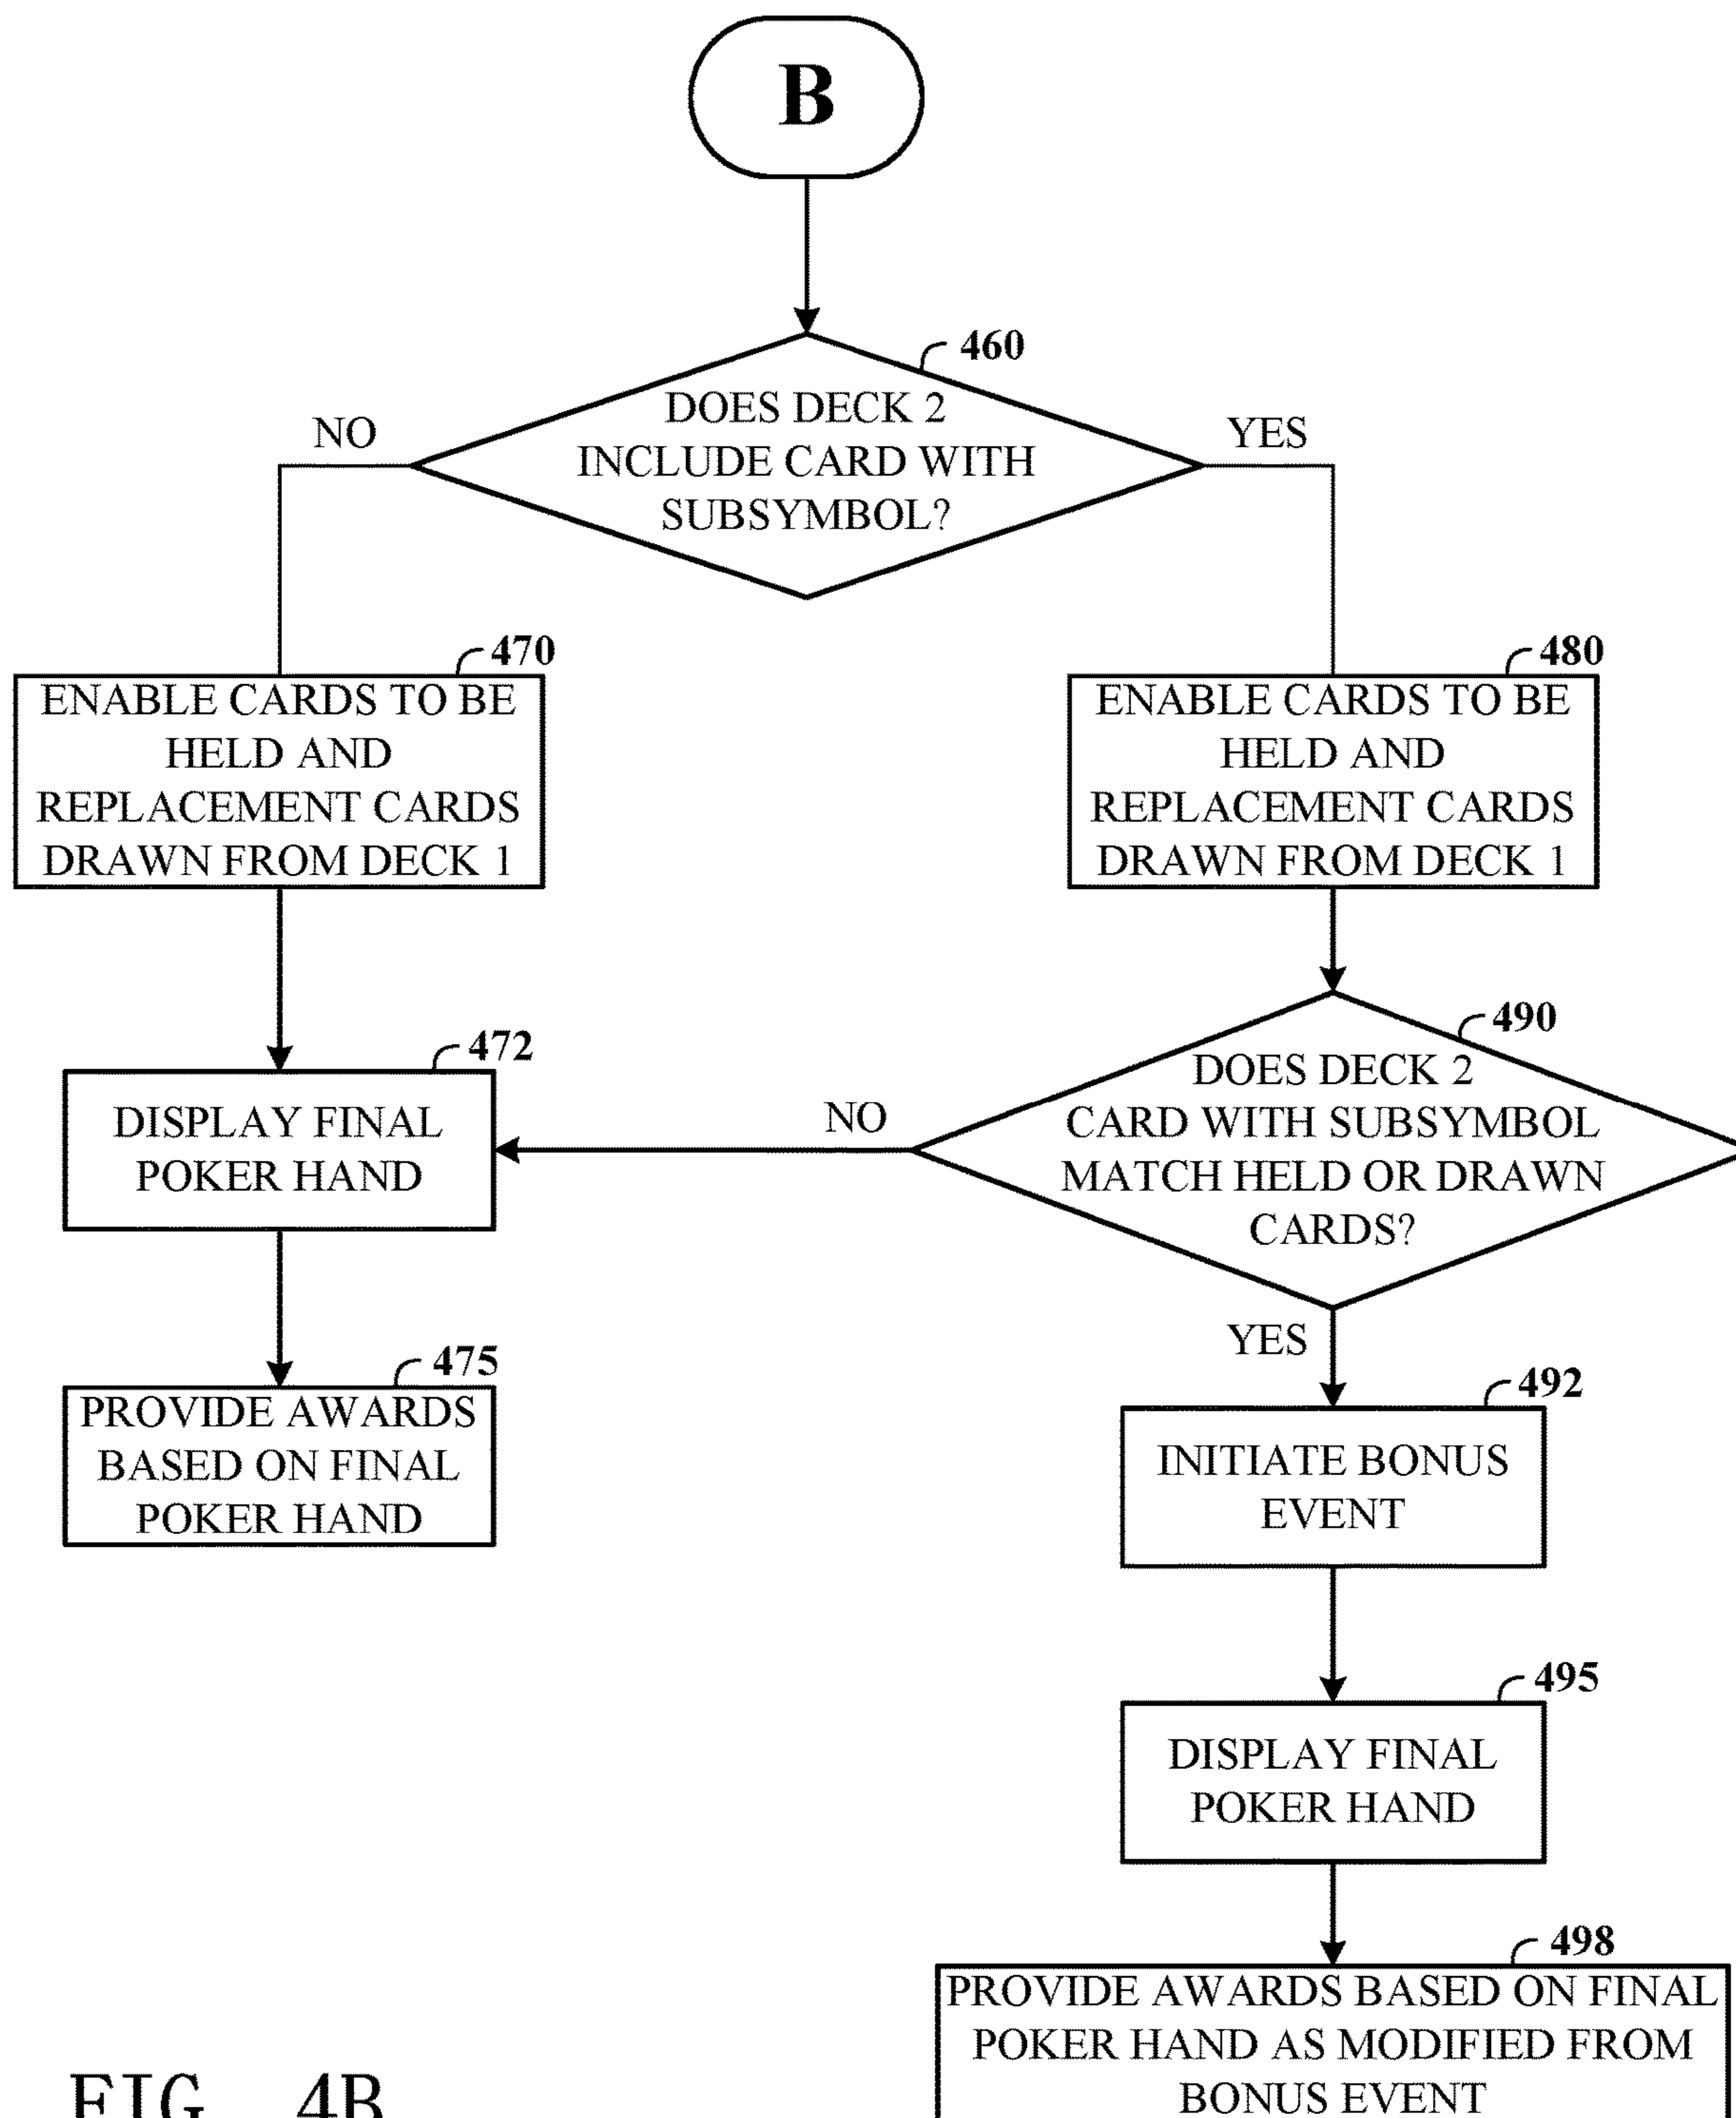 B
460
DOES DECK 2
INCLUDE CARD WITH
SUBSYMBOL?
NO
YES
470
ENABLE CARDS TO BE
HELD AND
REPLACEMENT CARDS
DRAWN FROM DECK 1
480
ENABLE CARDS TO BE
HELD AND
REPLACEMENT CARDS
DRAWN FROM DECK 1
472
DISPLAY FINAL
POKER HAND
490
DOES DECK 2
CARD WITH SUBSYMBOL
MATCH HELD OR DRAWN
CARDS?
NO
YES
475
PROVIDE AWARDS
BASED ON FINAL
POKER HAND
492
INITIATE BONUS
EVENT
495
DISPLAY FINAL
POKER HAND
498
PROVIDE AWARDS BASED ON FINAL
POKER HAND AS MODIFIED FROM
BONUS EVENT
FIG. 4B